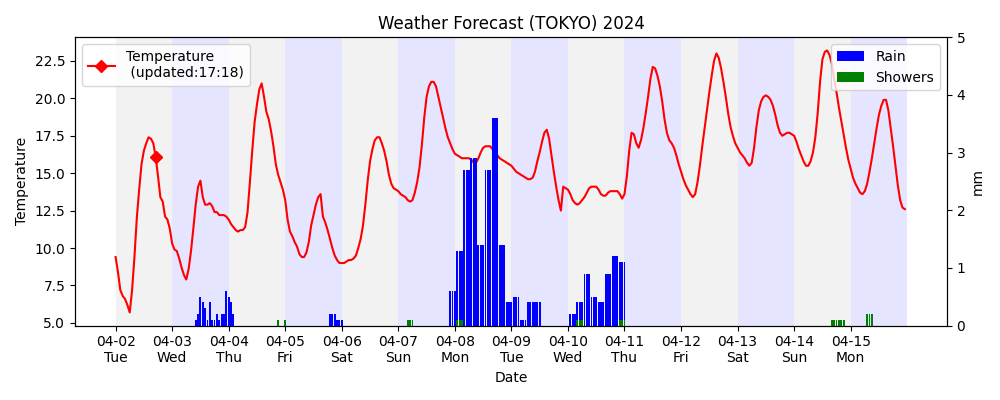 Weather Forecast (TOKYO) 2024
Temperature
(updated:17:18)
Rain
Showers
Temperature
22.5
20.0
17.5
15.0
12.5
10.0
7.5
5.0
5
4
3
2
1
0
mm
04-02 04-03 04-04 04-05 04-06 04-07 04-08 04-09 04-10 04-11 04-12 04-13 04-14 04-15
Tue Wed Thu Fri Sat Sun Mon Tue Wed Thu Fri Sat Sun Mon
Date